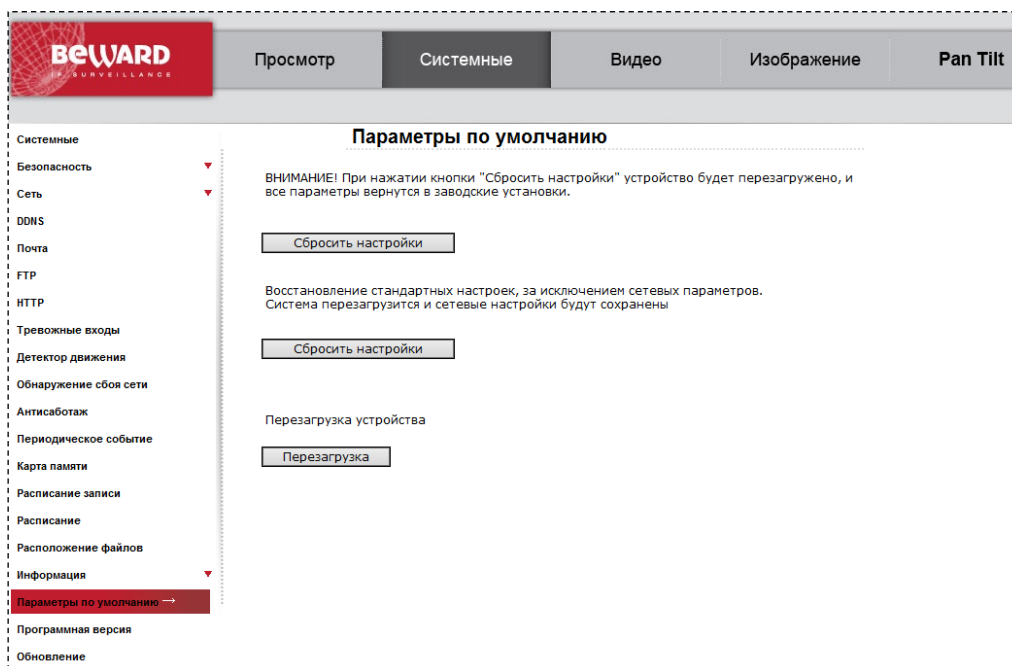 BEWARD
IP SURVEILLANCE
Просмотр
Системные
Видео
Изображение
Pan Tilt
Системные
Безопасность
Сеть
DDNS
Почта
FTP
HTTP
Тревожные входы
Детектор движения
Обнаружение сбоя сети
Антисаботаж
Периодическое событие
Карта памяти
Расписание записи
Расписание
Расположение файлов
Информация
Параметры по умолчанию →
Программная версия
Обновление
Параметры по умолчанию
ВНИМАНИЕ! При нажатии кнопки "Сбросить настройки" устройство будет перезагружено, и
все параметры вернутся в заводские установки.
Сбросить настройки
Восстановление стандартных настроек, за исключением сетевых параметров.
Система перезагрузится и сетевые настройки будут сохранены
Сбросить настройки
Перезагрузка устройства
Перезагрузка